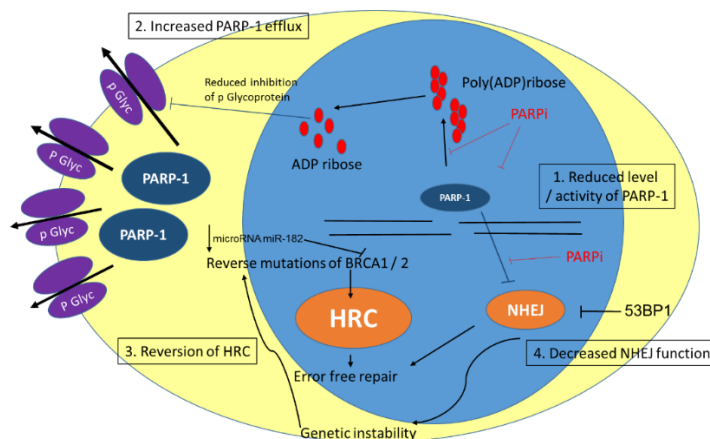 2. Increased PARP-1 efflux
p Glyc
Reduced inhibition
of p Glycoprotein
Poly(ADP)ribose
PARPi
ADP ribose
P Glyc
PARP-1
PARP-1
1. Reduced level
/ activity of PARP-1
p Glyc
PARP-1
microRNA miR-182
Reverse mutations of BRCA1 / 2
PARPi
P Glyc
HRC
NHEJ
53BP1
3. Reversion of HRC
4. Decreased NHEJ function
Error free repair
Genetic instability